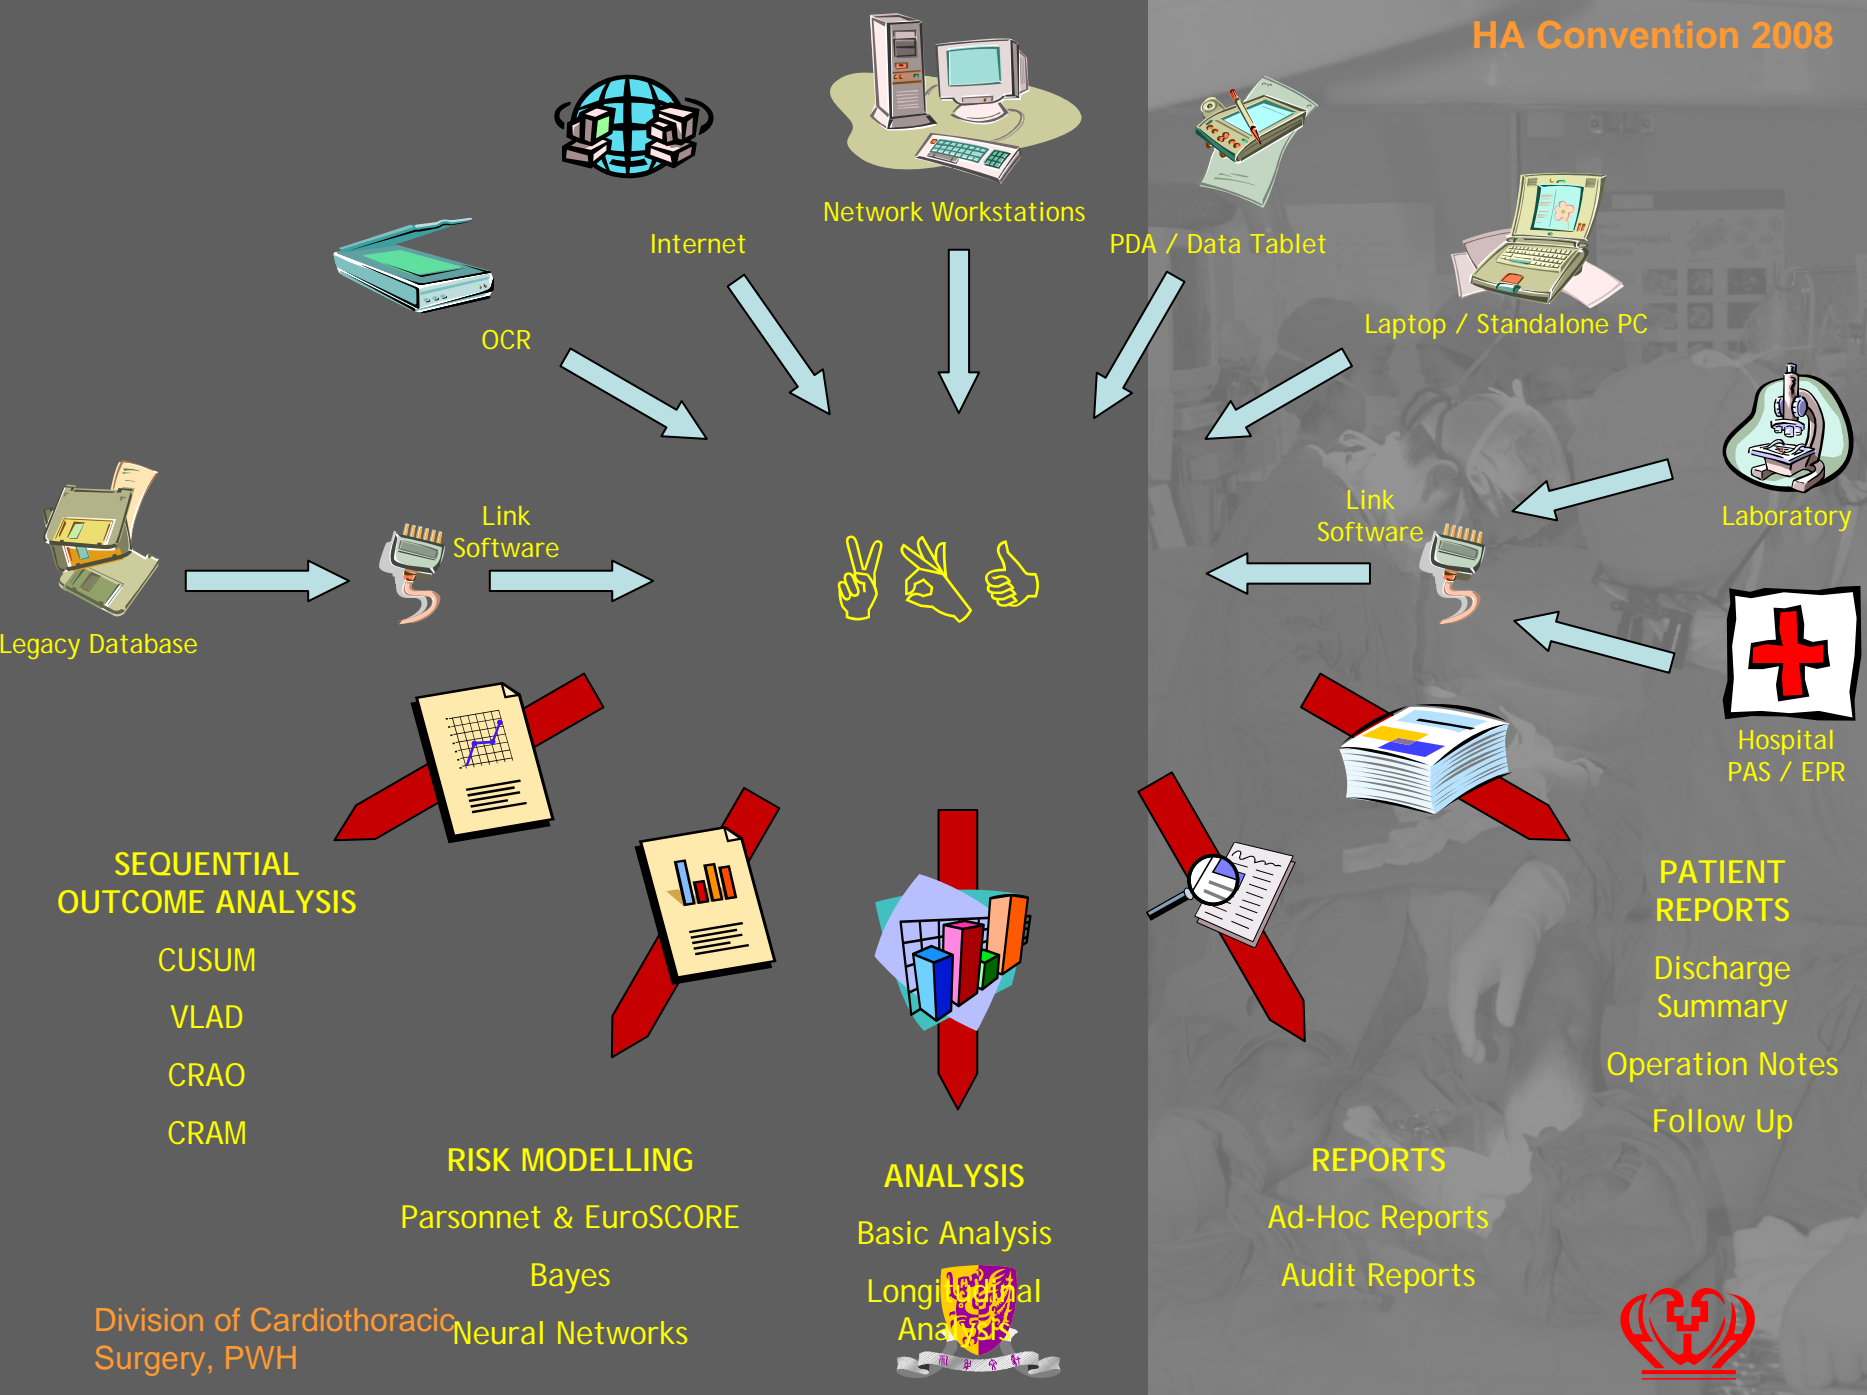 HA Convention 2008
Network Workstations
Internet
PDA / Data Tablet
OCR
Laptop / Standalone PC
Link
Software
Link
Software
Laboratory
Legacy Database
Hospital
PAS / EPR
SEQUENTIAL
OUTCOME ANALYSIS
CUSUM
VLAD
CRAO
CRAM
RISK MODELLING
Parsonnet & EuroSCORE
Bayes
Neural Networks
ANALYSIS
Basic Analysis
Longitudinal
Analysis
REPORTS
Ad-Hoc Reports
Audit Reports
PATIENT
REPORTS
Discharge
Summary
Operation Notes
Follow Up
Division of Cardiothoracic
Surgery, PWH